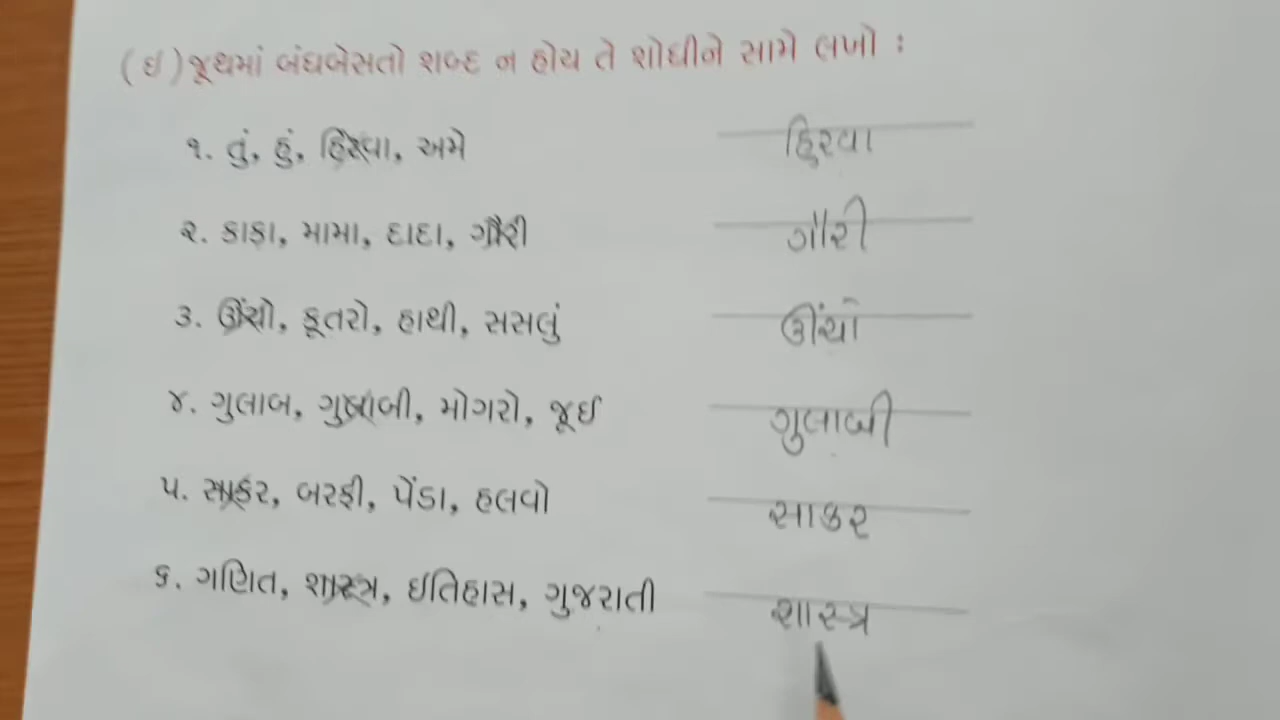 (ઈ) જૂથમાં બંધબેસતો શબ્દ ન હોય તે શોધીને સામે લખો :
૧. તું, હું, હિરવા, અમે હિરવા
૨. કાકા, મામા, દાદા, ગૌરી ગૌરી
૩. ઊંચો, કૂતરો, હાથી, સસલું ઊંચો
૪. ગુલાબ, ગુલાબી, મોગરો, જૂઈ ગુલાબી
૫. સાકર, બરફી, પેંડા, હલવો સાકર
૬. ગણિત, શાસ્ત્ર, ઈતિહાસ, ગુજરાતી શાસ્ત્ર